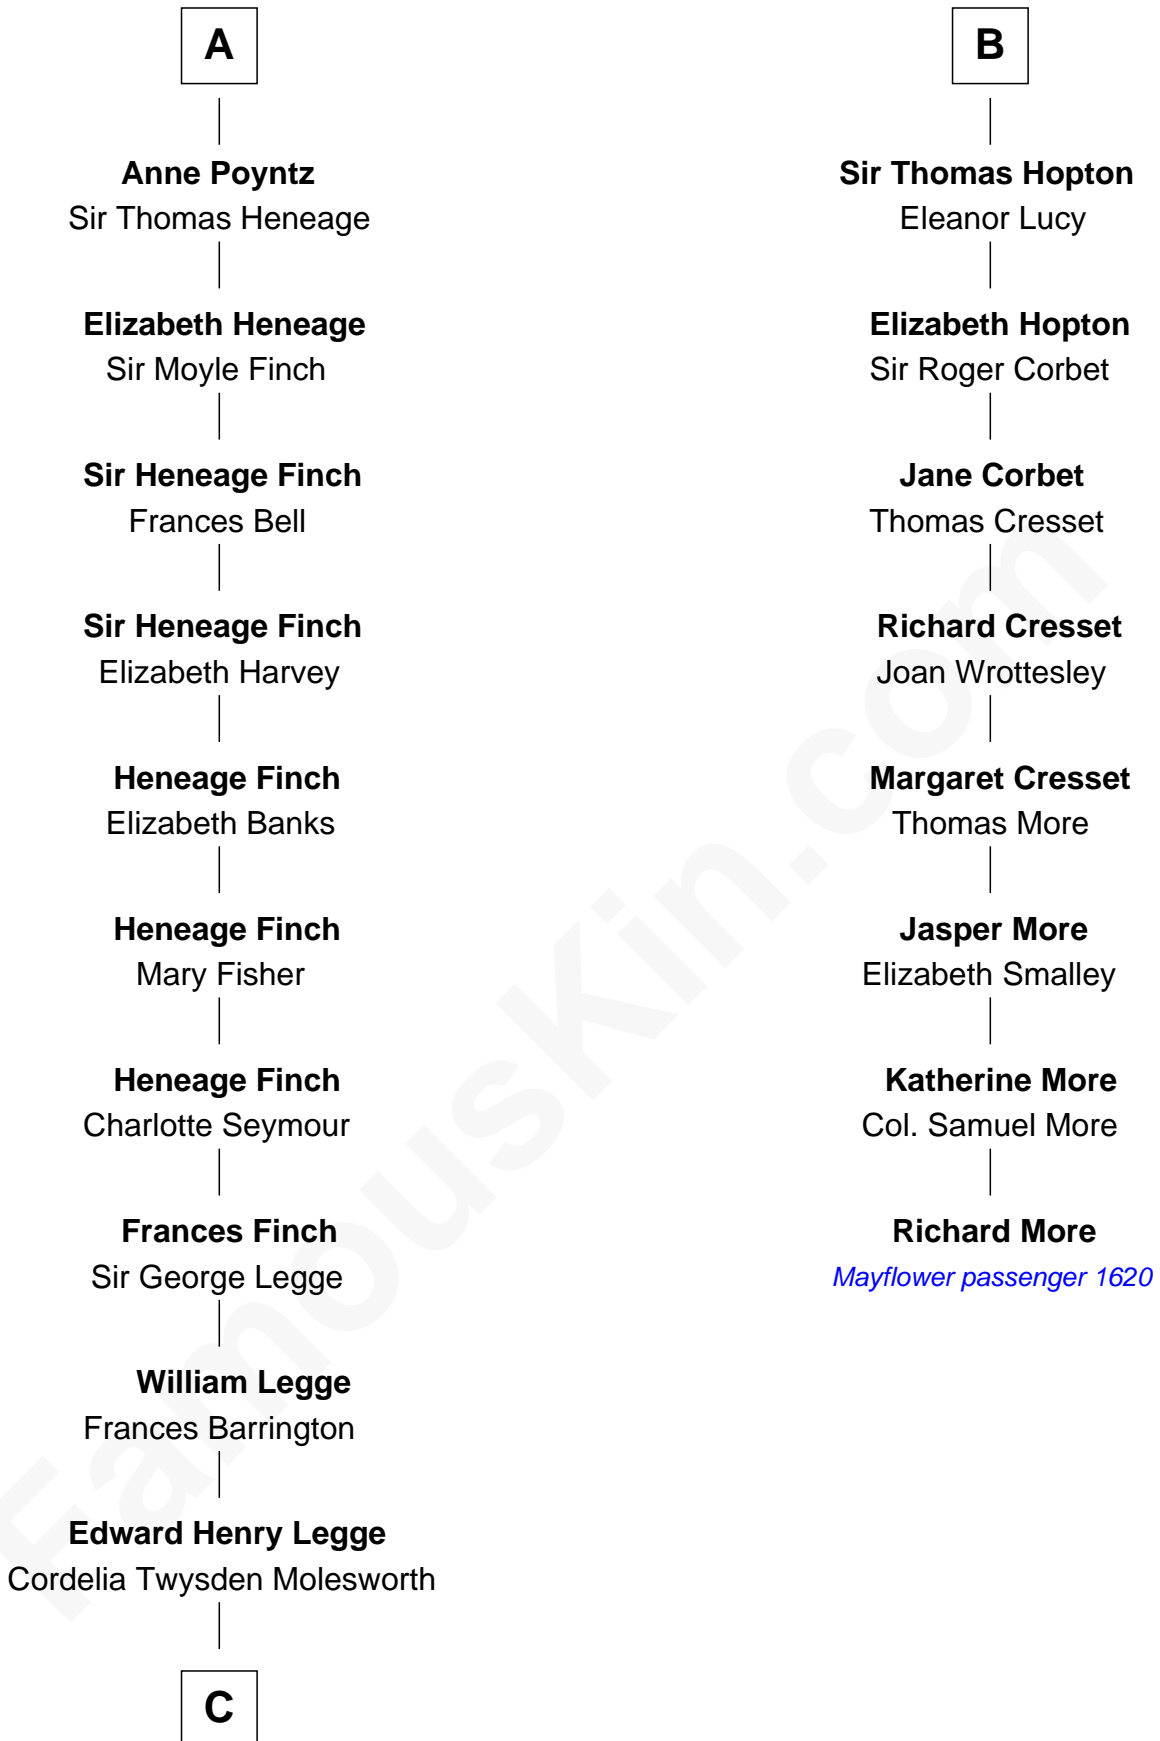 A
Anne Poyntz
Sir Thomas Heneage
Elizabeth Heneage
Sir Moyle Finch
Sir Heneage Finch
Frances Bell
Sir Heneage Finch
Elizabeth Harvey
Heneage Finch
Elizabeth Banks
Heneage Finch
Mary Fisher
Heneage Finch
Charlotte Seymour
Frances Finch
Sir George Legge
William Legge
Frances Barrington
Edward Henry Legge
Cordelia Twysden Molesworth
C
B
Sir Thomas Hopton
Eleanor Lucy
Elizabeth Hopton
Sir Roger Corbet
Jane Corbet
Thomas Cresset
Richard Cresset
Joan Wrottesley
Margaret Cresset
Thomas More
Jasper More
Elizabeth Smalley
Katherine More
Col. Samuel More
Richard More
Mayflower passenger 1620
FamousKin.com